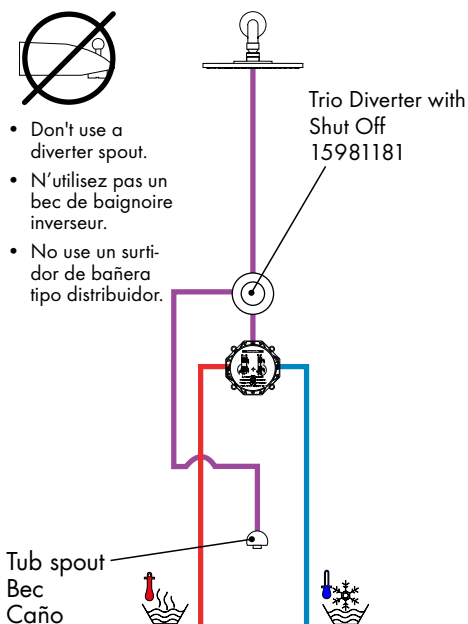 • Don't use a
diverter spout.
• N’utilisez pas un
bec de baignoire
inverseur.
• No use un surti-
dor de bañera
tipo distribuidor.
Trio Diverter with
Shut Off
15981181
Tub spout
Bec
Caño